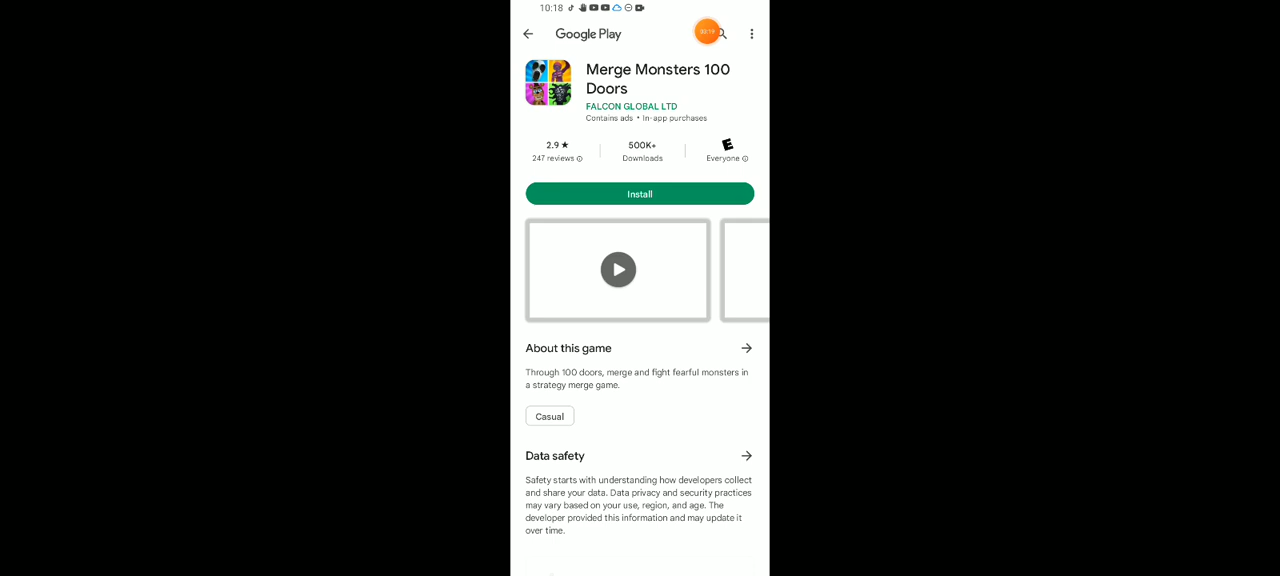 10:18
Google Play
00:19
Merge Monsters 100
Doors
FALCON GLOBAL LTD
Contains ads • In-app purchases
2.9 ★
247 reviews
500K+
Downloads
E
Everyone
Install
About this game
Through 100 doors, merge and fight fearful monsters in
a strategy merge game.
Casual
Data safety
Safety starts with understanding how developers collect
and share your data. Data privacy and security practices
may vary based on your use, region, and age. The
developer provided this information and may update it
over time.